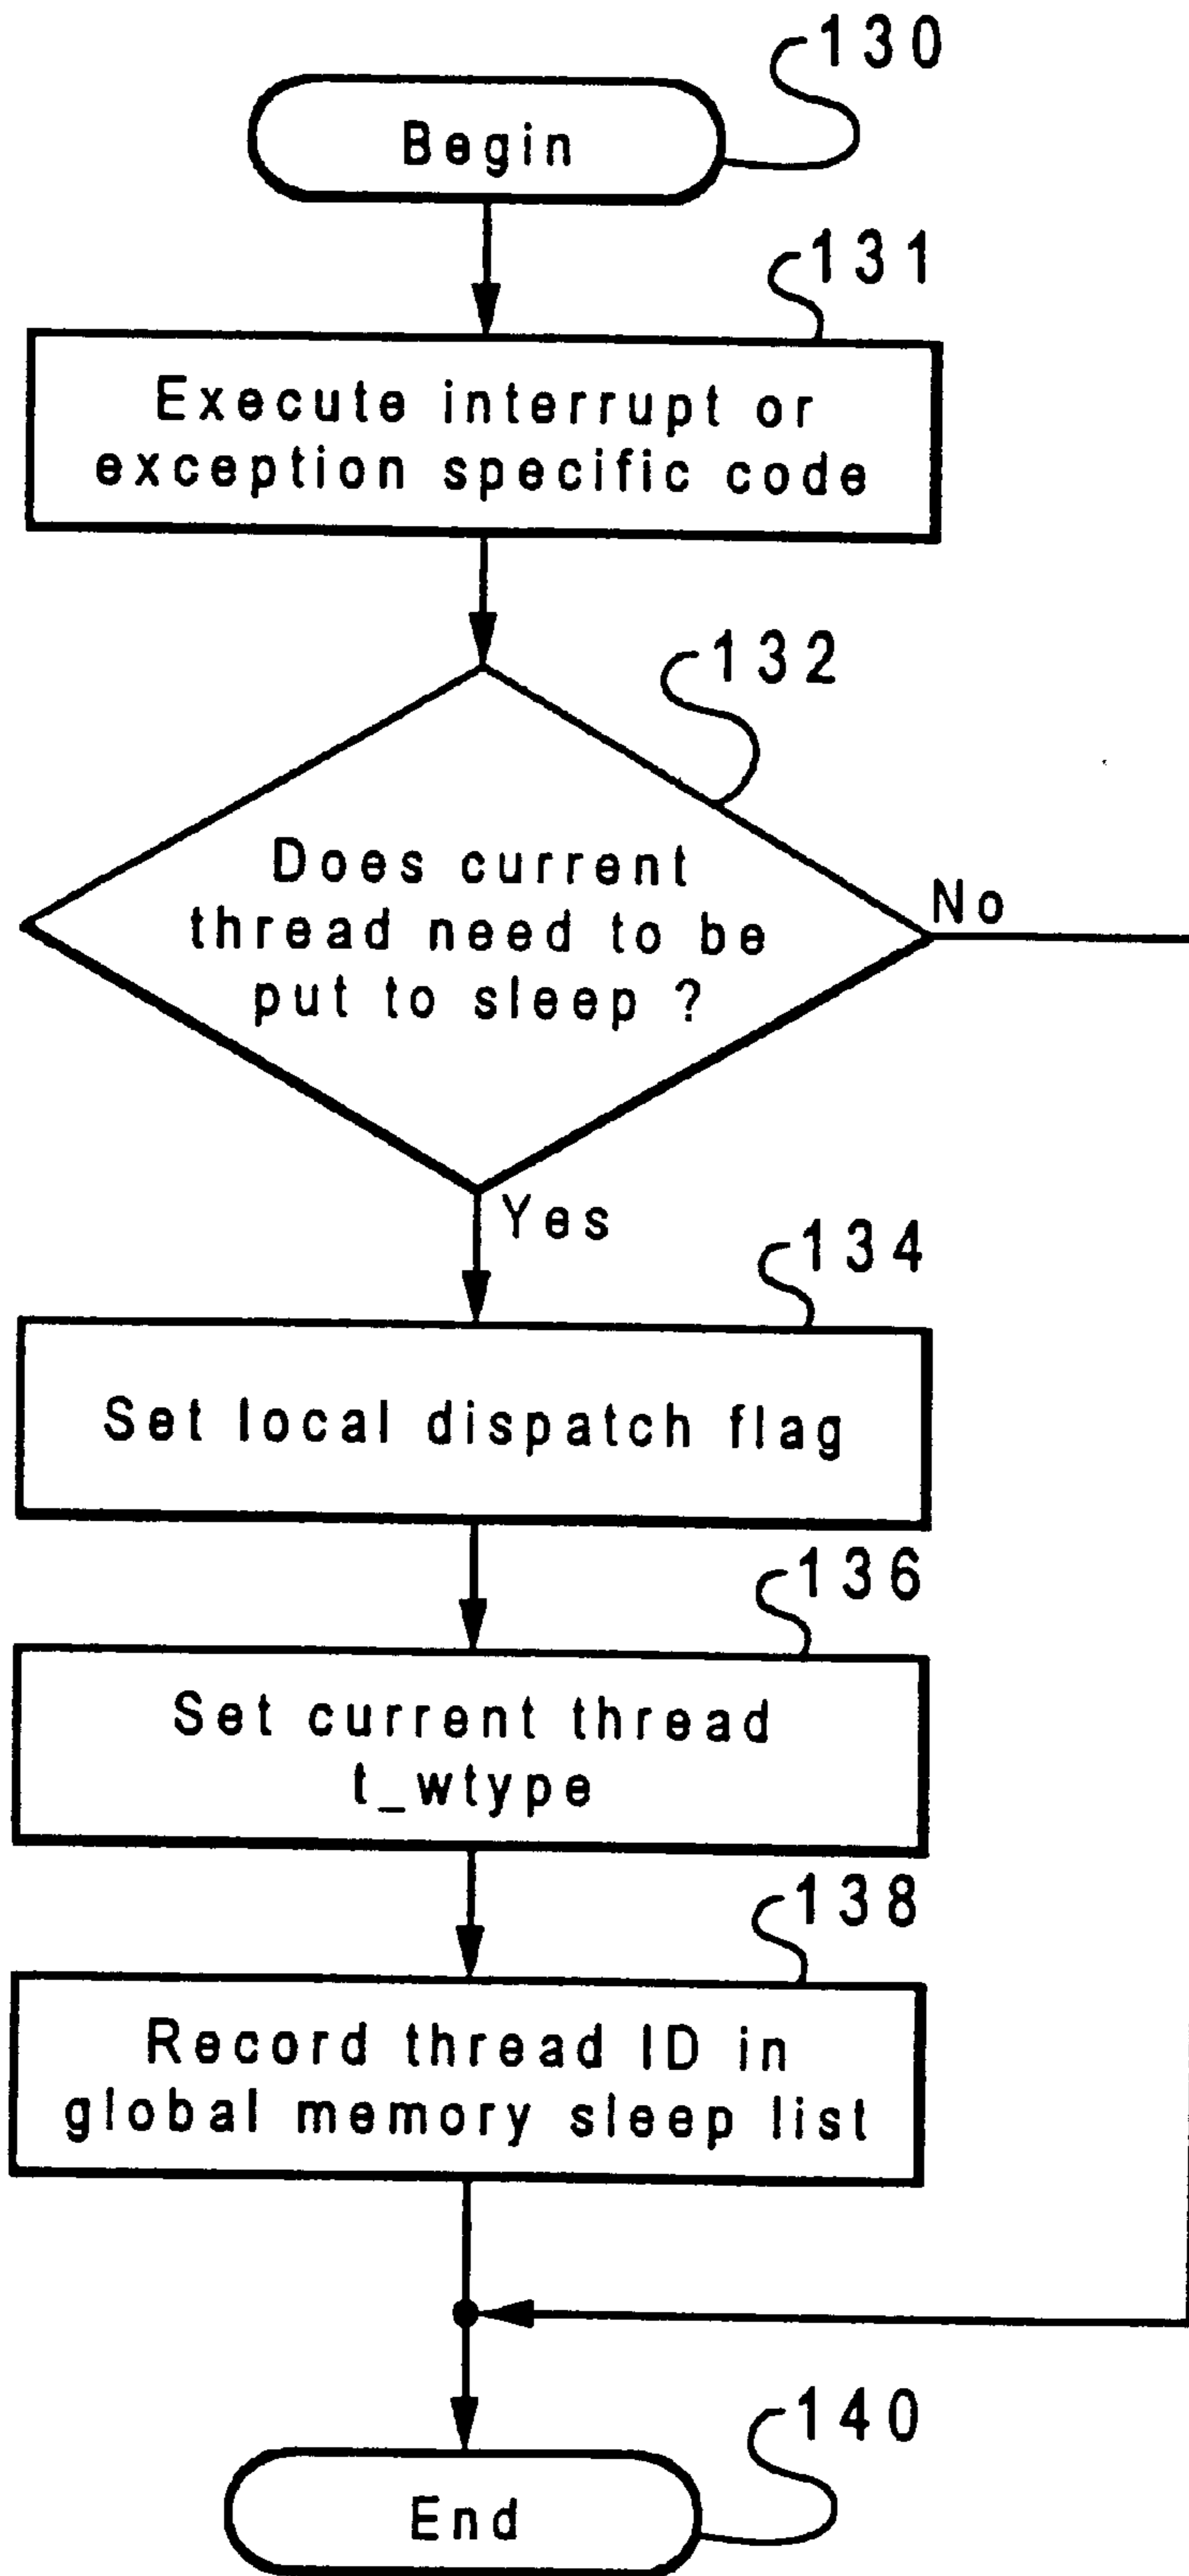 130
Begin
131
Execute interrupt or
exception specific code
132
Does current
thread need to be
put to sleep ?
No
Yes
134
Set local dispatch flag
136
Set current thread
t_wtype
138
Record thread ID in
global memory sleep list
140
End